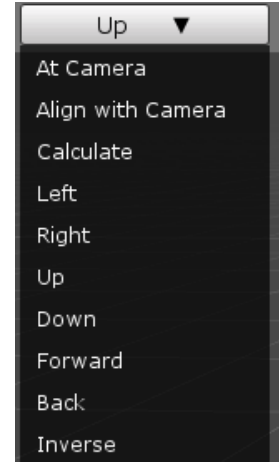 Up ▼
At Camera
Align with Camera
Calculate
Left
Right
Up
Down
Forward
Back
Inverse